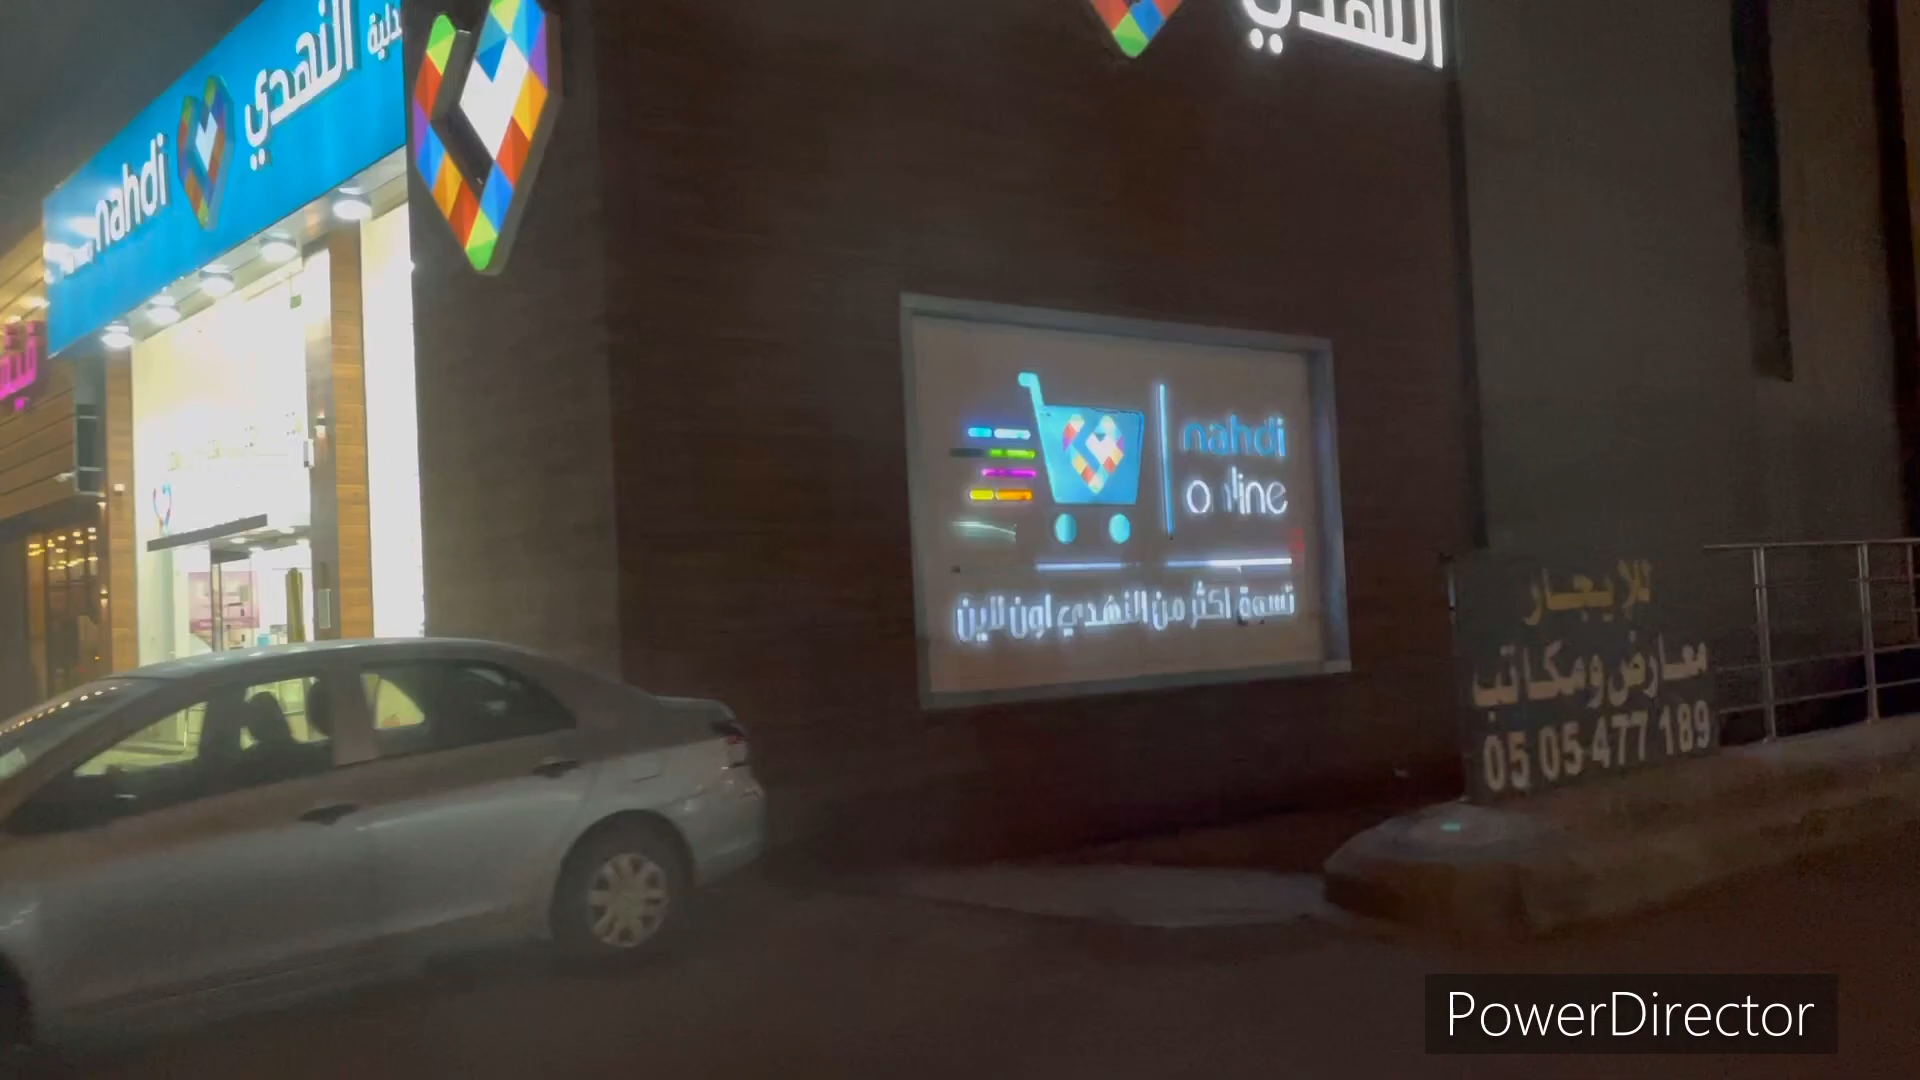 nahdi النهدي
النهدي
nahdi
online
تسوق اكثر من النهدي اون لاين
للإيجار
معارض ومكاتب
05 05 477 189
PowerDirector